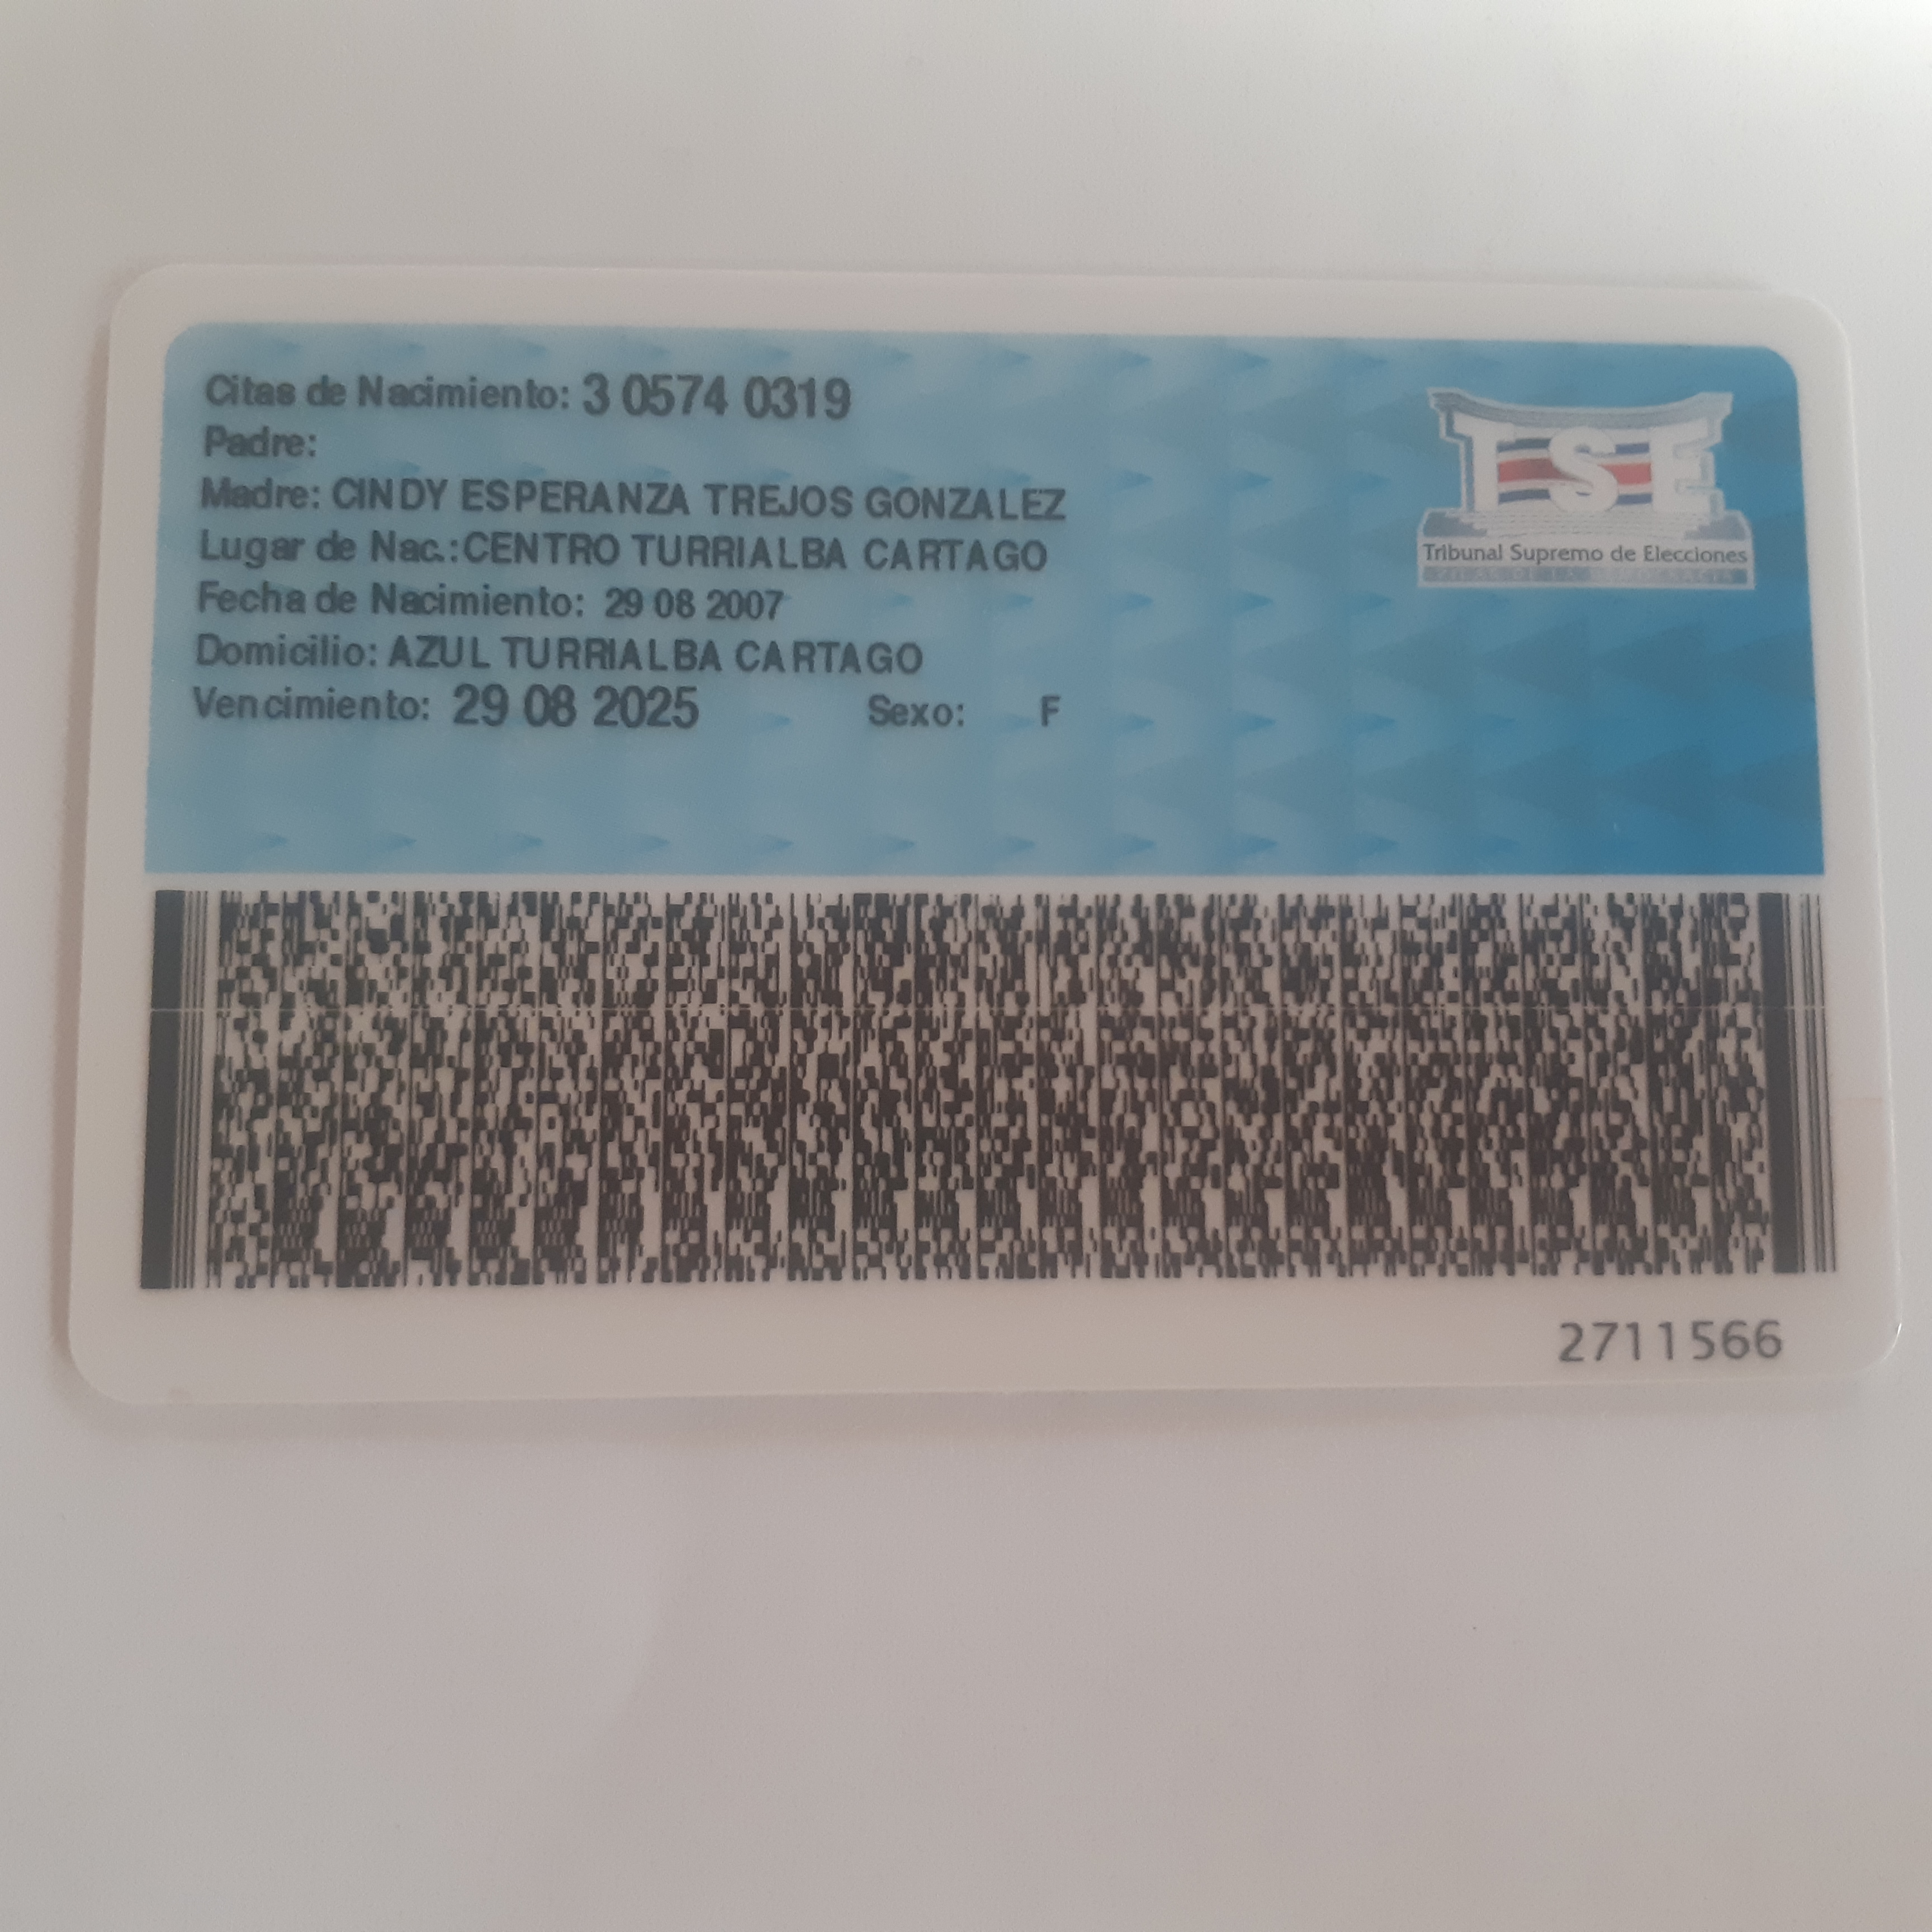 Citas de Nacimiento: 3 0574 0319
Padre:
Madre: CINDY ESPERANZA TREJOS GONZALEZ
Lugar de Nac.:CENTRO TURRIALBA CARTAGO
Fecha de Nacimiento: 29 08 2007
Domicilio: AZUL TURRIALBA CARTAGO
Vencimiento: 29 08 2025 Sexo: F
TSE
Tribunal Supremo de Elecciones
2711566